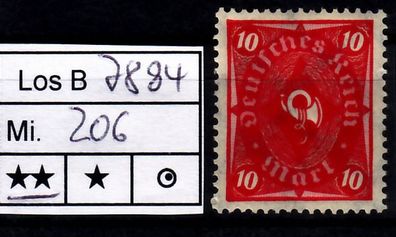 Los B 7884
Mi. 206
★★ ★ ⊙
10 10
Deutsches Reich
Mark
10 10